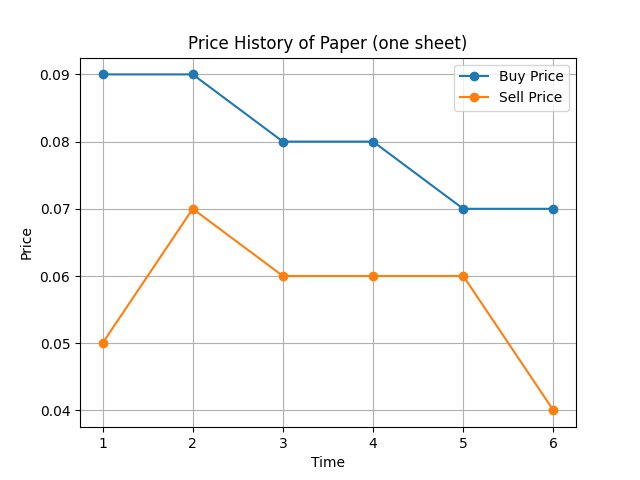 Price History of Paper (one sheet)
Buy Price
Sell Price
Price
0.09
0.08
0.07
0.06
0.05
0.04
1 2 3 4 5 6
Time